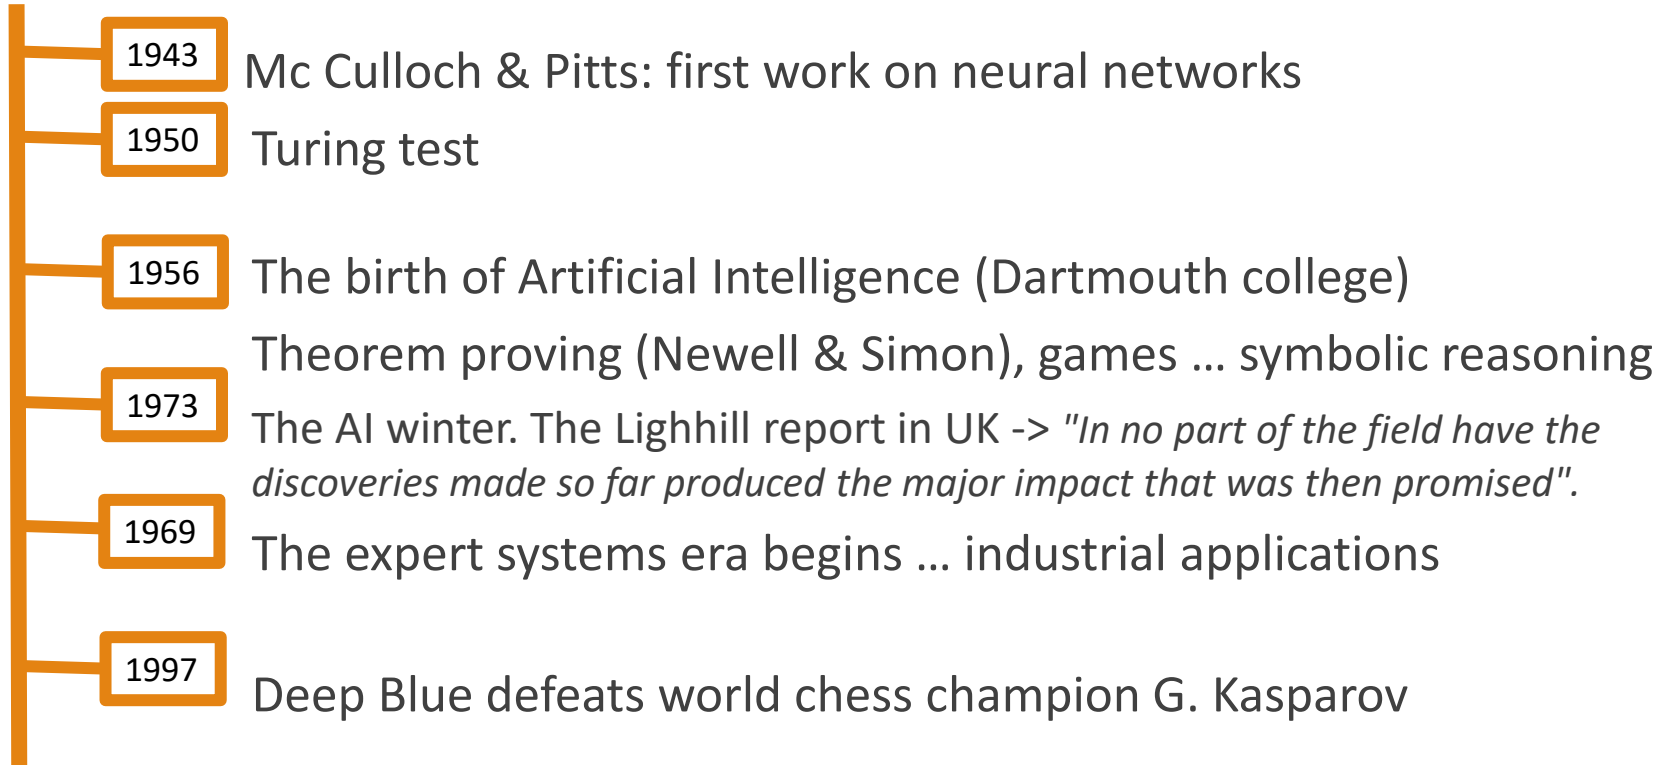 1943
Mc Culloch & Pitts: first work on neural networks
1950
Turing test
1956
The birth of Artificial Intelligence (Dartmouth college)
Theorem proving (Newell & Simon), games … symbolic reasoning
1973
The AI winter. The Lighhill report in UK -> "In no part of the field have the
discoveries made so far produced the major impact that was then promised".
1969
The expert systems era begins … industrial applications
1997
Deep Blue defeats world chess champion G. Kasparov